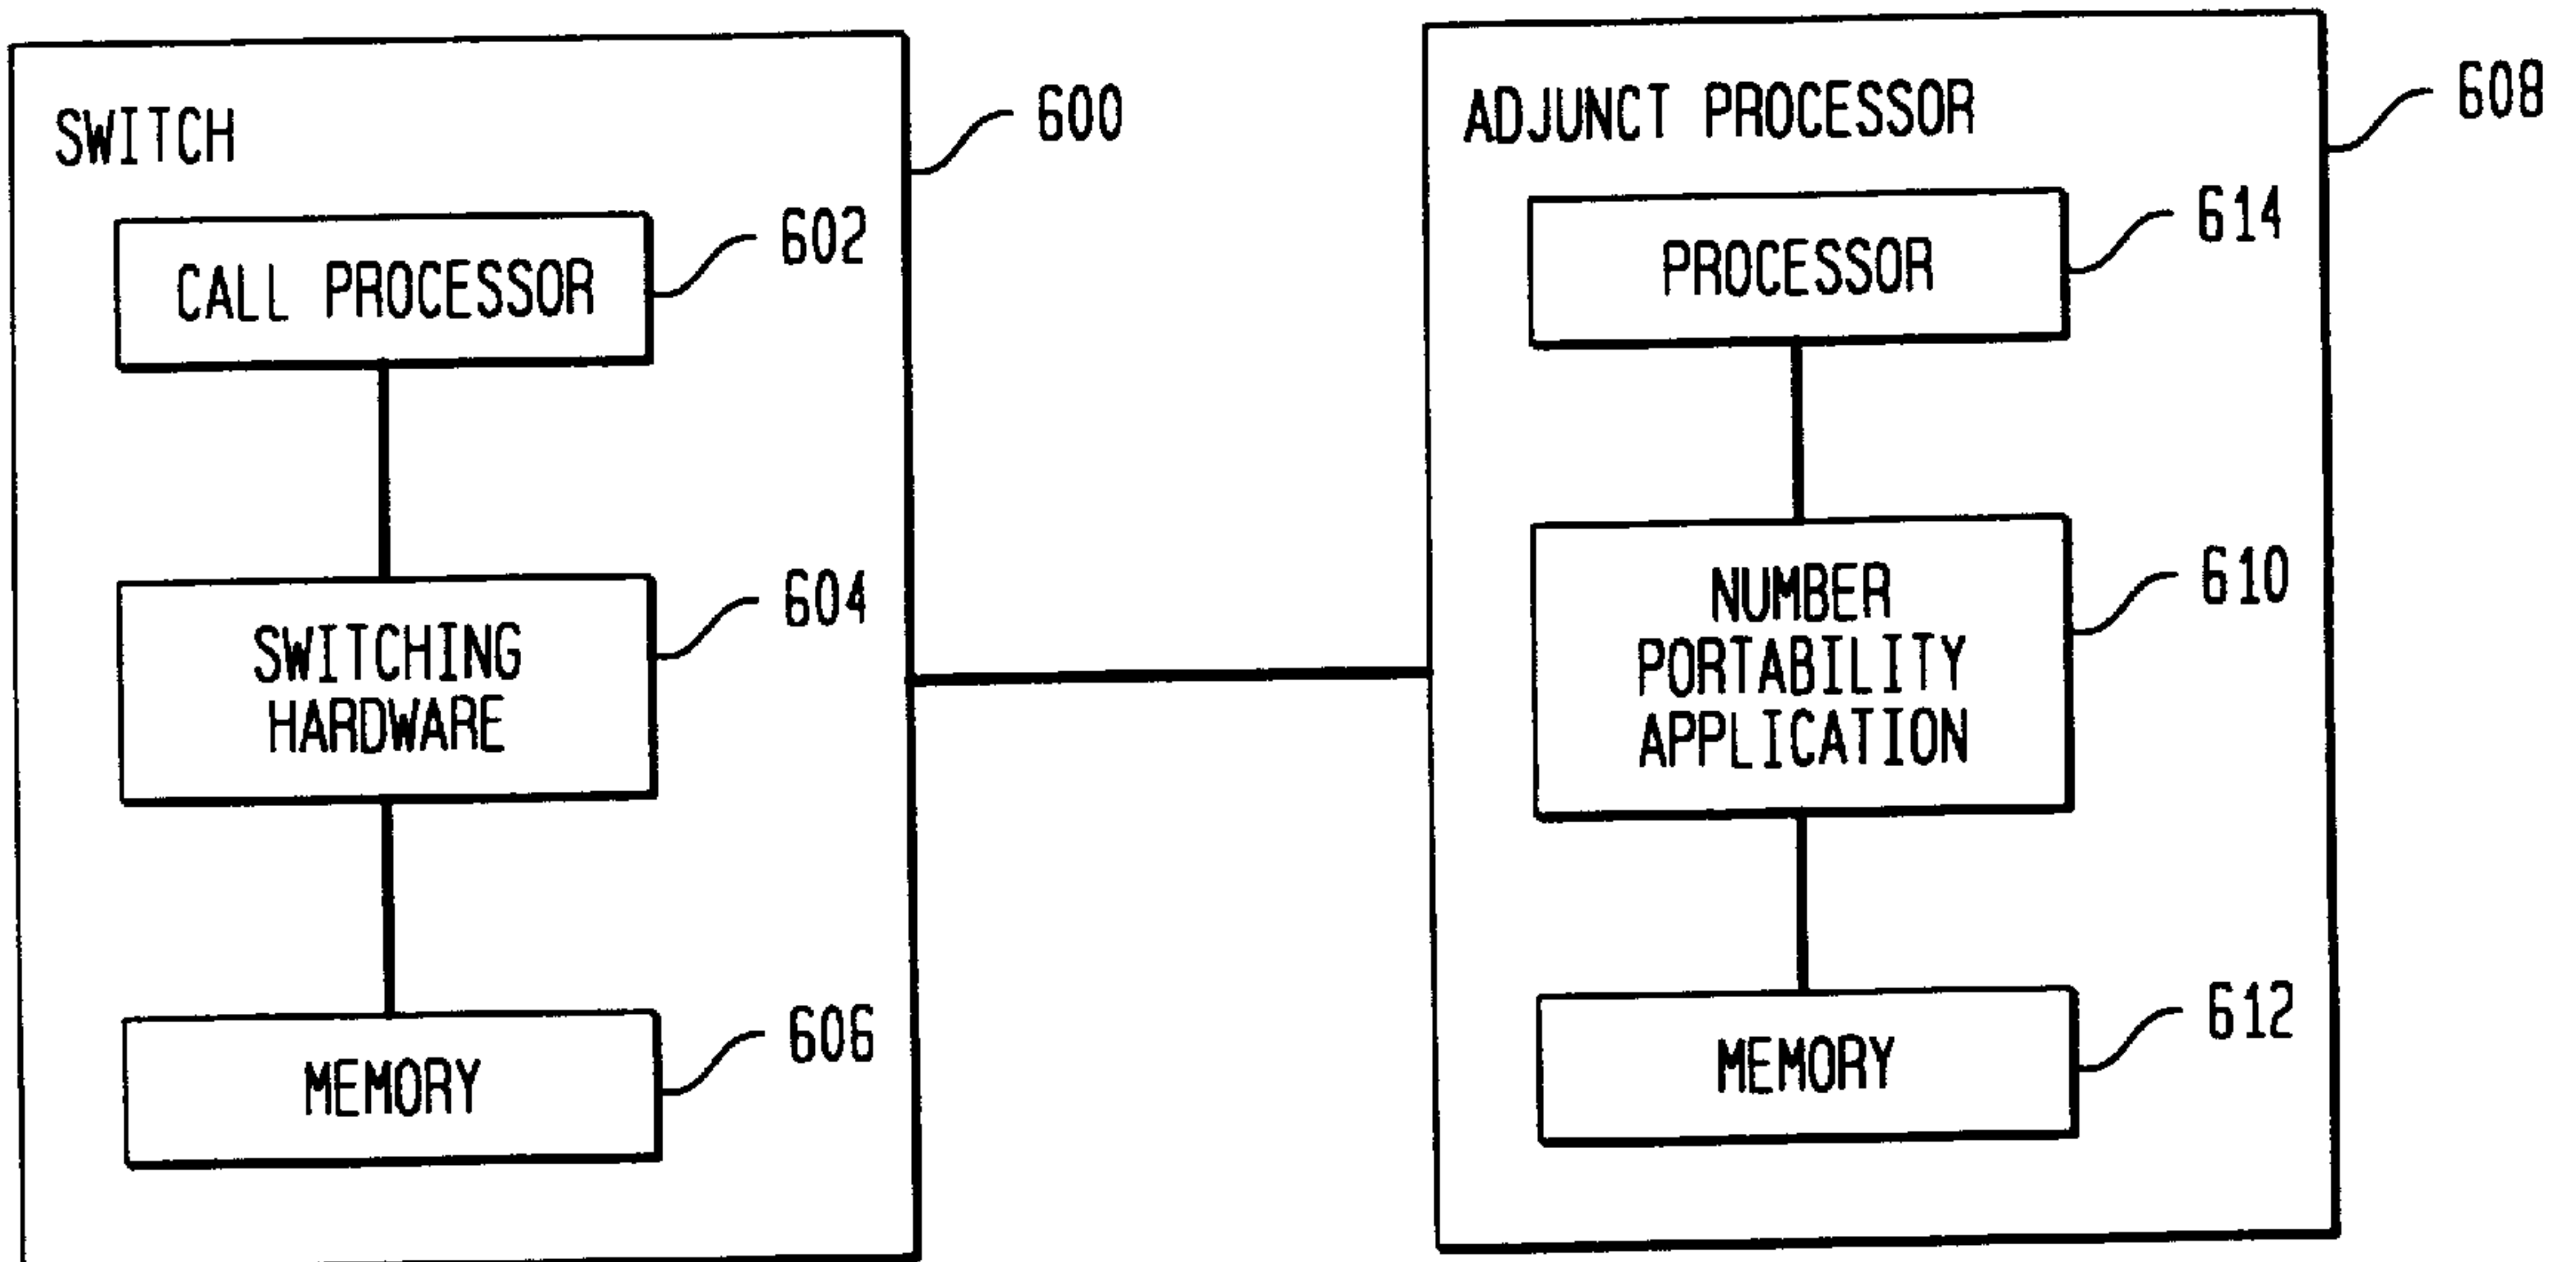 SWITCH
600
CALL PROCESSOR
602
SWITCHING
HARDWARE
604
MEMORY
606
ADJUNCT PROCESSOR
608
PROCESSOR
614
NUMBER
PORTABILITY
APPLICATION
610
MEMORY
612